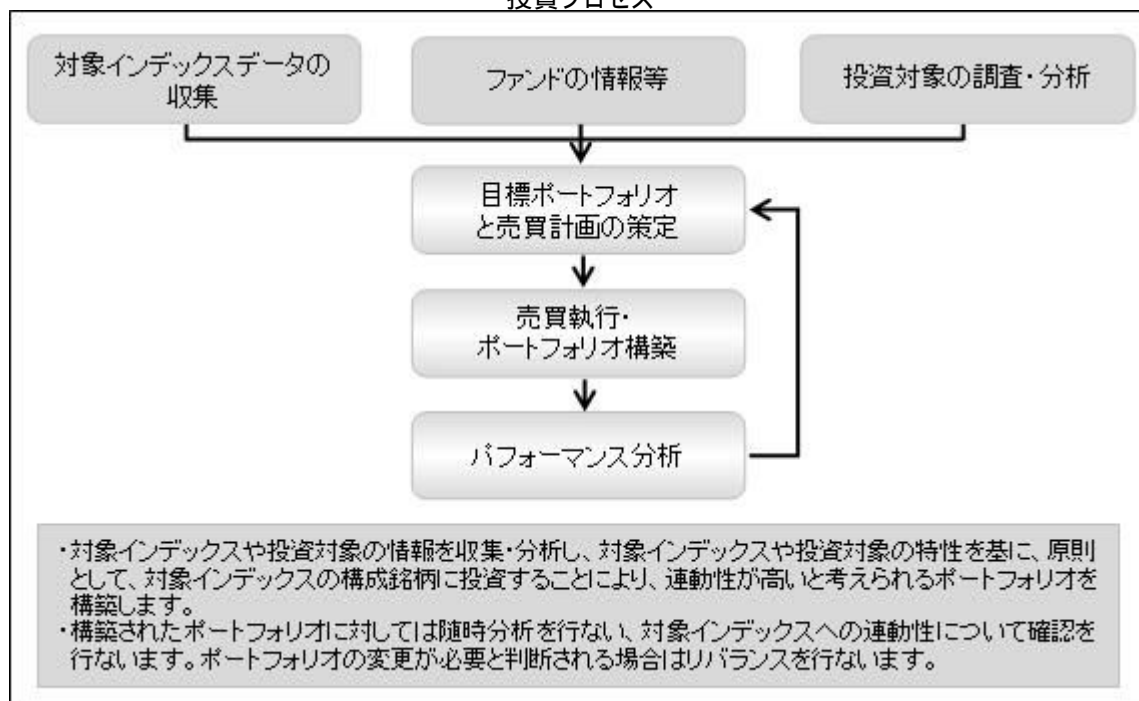 投資プロセス
対象インデックスデータの
収集
ファンドの情報等
投資対象の調査・分析
目標ポートフォリオ
と売買計画の策定
売買執行・
ポートフォリオ構築
パフォーマンス分析
・対象インデックスや投資対象の情報を収集・分析し、対象インデックスや投資対象の特性を基に、原則
として、対象インデックスの構成銘柄に投資することにより、連動性が高いと考えられるポートフォリオを
構築します。
・構築されたポートフォリオに対しては随時分析を行ない、対象インデックスへの連動性について確認を
行ないます。ポートフォリオの変更が必要と判断される場合はリバランスを行ないます。